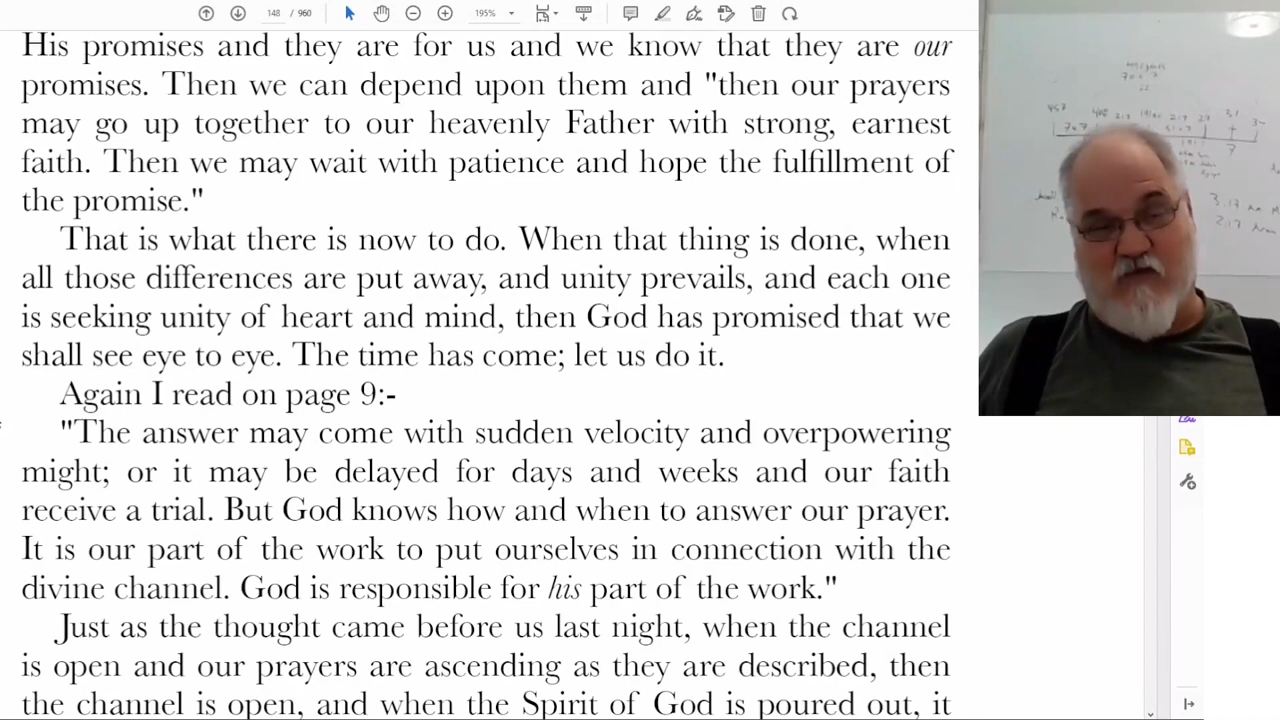 148 / 960
195%
His promises and they are for us and we know that they are our
promises. Then we can depend upon them and "then our prayers
may go up together to our heavenly Father with strong, earnest
faith. Then we may wait with patience and hope the fulfillment of
the promise."
That is what there is now to do. When that thing is done, when
all those differences are put away, and unity prevails, and each one
is seeking unity of heart and mind, then God has promised that we
shall see eye to eye. The time has come; let us do it.
Again I read on page 9:-
"The answer may come with sudden velocity and overpowering
might; or it may be delayed for days and weeks and our faith
receive a trial. But God knows how and when to answer our prayer.
It is our part of the work to put ourselves in connection with the
divine channel. God is responsible for his part of the work."
Just as the thought came before us last night, when the channel
is open and our prayers are ascending as they are described, then
the channel is open, and when the Spirit of God is poured out, it